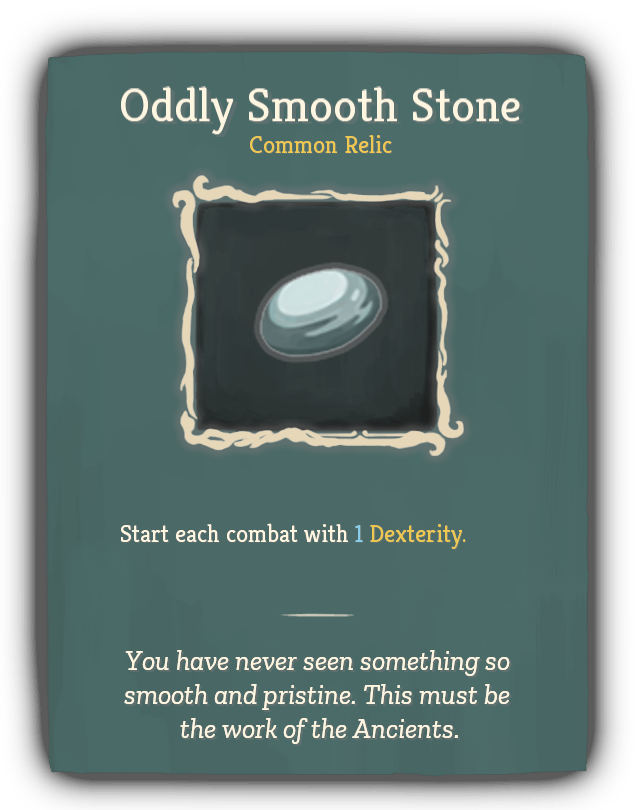 Oddly Smooth Stone
Common Relic
Start each combat with 1 Dexterity.
You have never seen something so
smooth and pristine. This must be
the work of the Ancients.